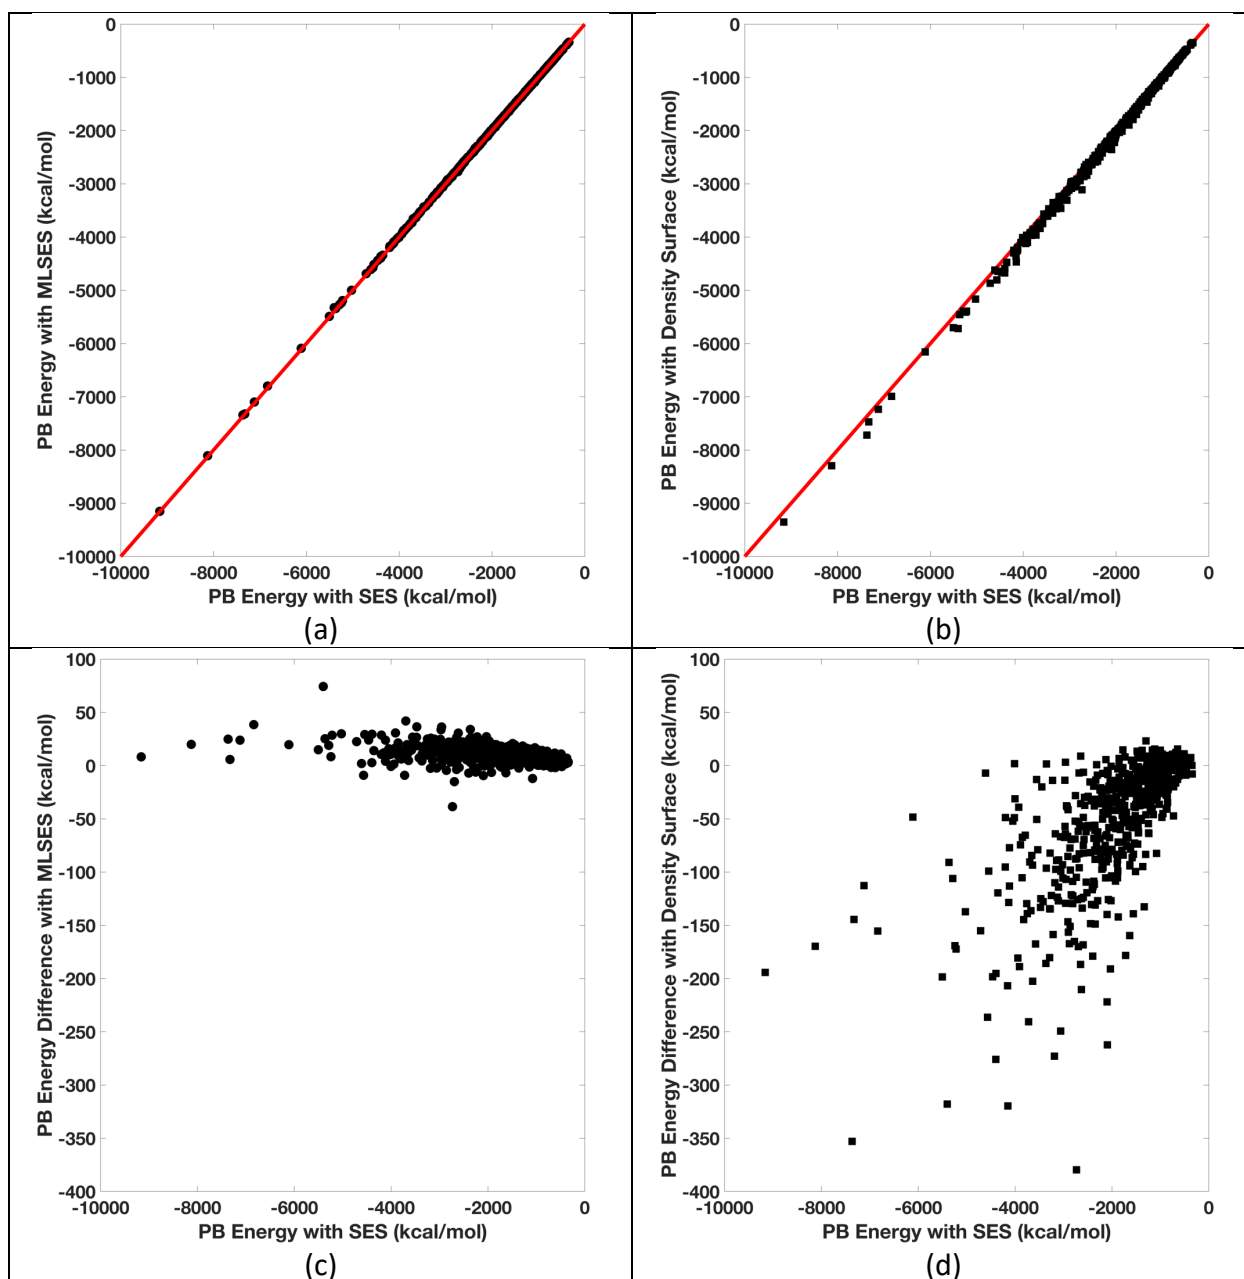 PB Energy with MLSES (kcal/mol)
0
-1000
-2000
-3000
-4000
-5000
-6000
-7000
-8000
-9000
-10000
-10000 -8000 -6000 -4000 -2000 0
PB Energy with SES (kcal/mol)
(a)
PB Energy with Density Surface (kcal/mol)
0
-1000
-2000
-3000
-4000
-5000
-6000
-7000
-8000
-9000
-10000
-10000 -8000 -6000 -4000 -2000 0
PB Energy with SES (kcal/mol)
(b)
PB Energy Difference with MLSES (kcal/mol)
100
50
0
-50
-100
-150
-200
-250
-300
-350
-400
-10000 -8000 -6000 -4000 -2000 0
PB Energy with SES (kcal/mol)
(c)
PB Energy Difference with Density Surface (kcal/mol)
100
50
0
-50
-100
-150
-200
-250
-300
-350
-400
-10000 -8000 -6000 -4000 -2000 0
PB Energy with SES (kcal/mol)
(d)